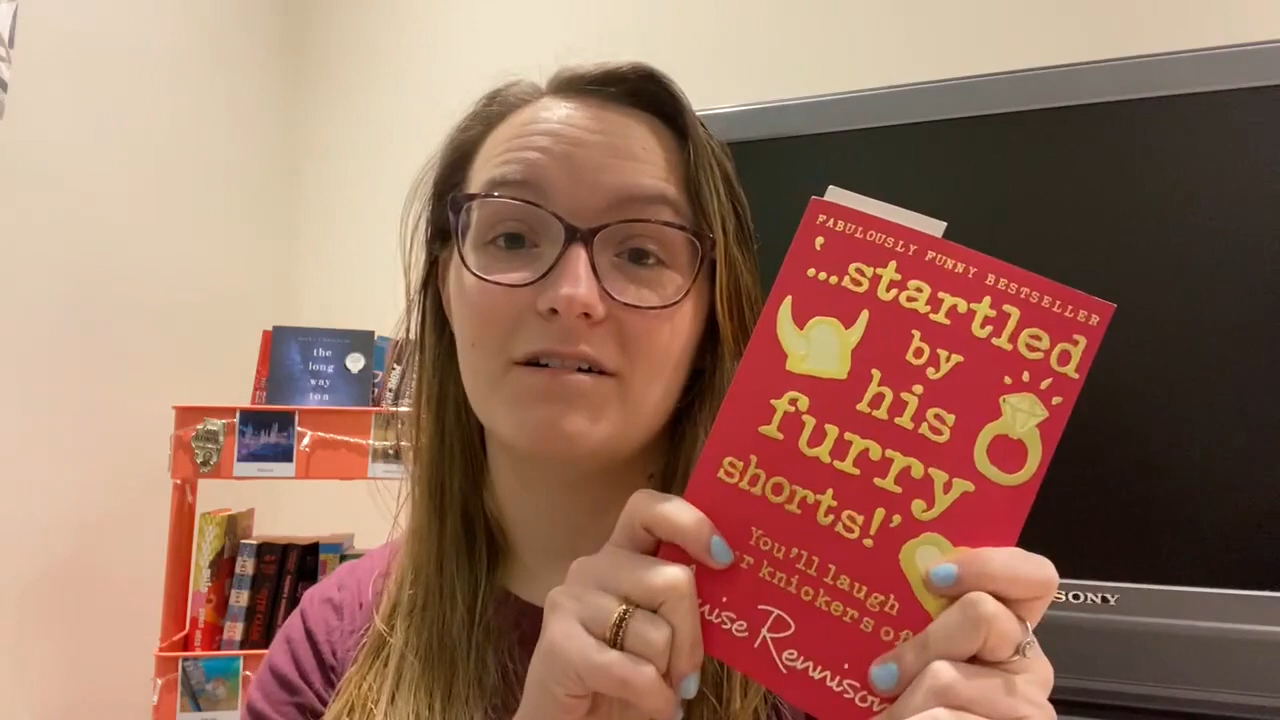 FABULOUSLY FUNNY BESTSELLER
'...startled
by
his
furry
shorts!'
You'll laugh
knickers of
Rennison
SONY
the
long
way